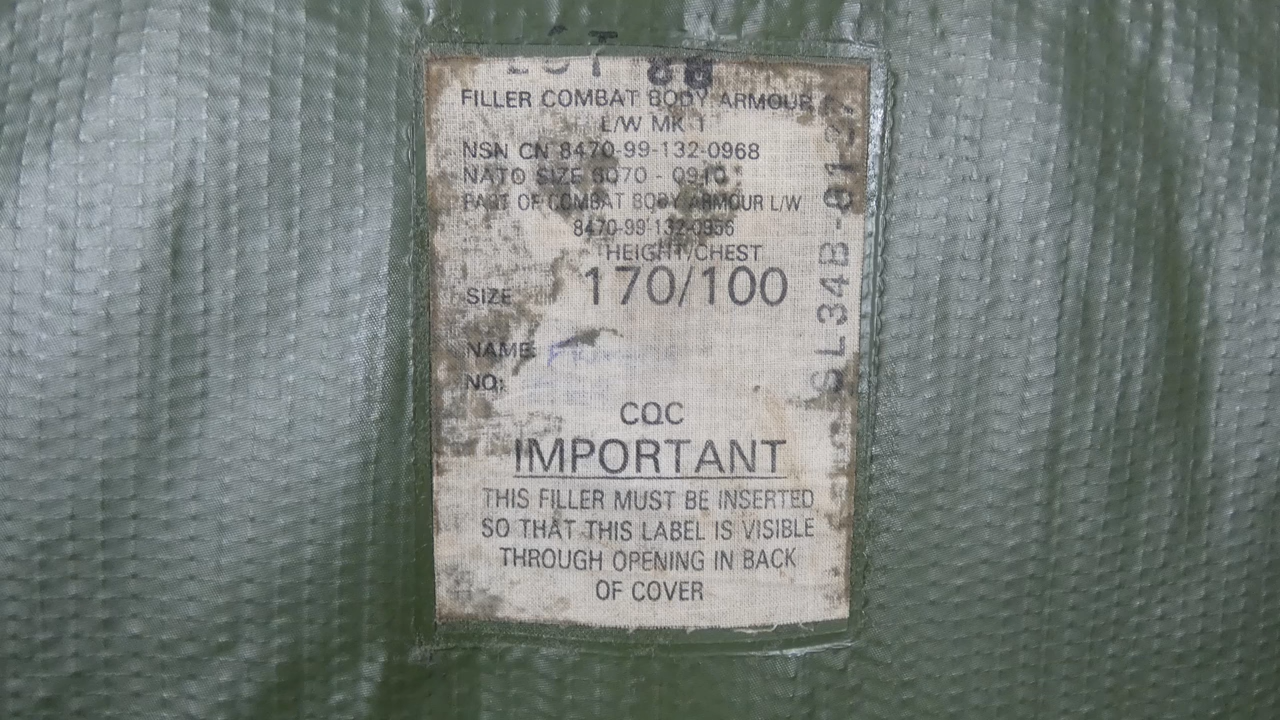 LOT 88
FILLER COMBAT BODY ARMOUR
L/W MK 1
NSN CN 8470-99-132-0968
NATO SIZE 8070 - 0910
PART OF COMBAT BODY ARMOUR L/W
8470-99-132-0956
HEIGHT/CHEST
SIZE 170/100
NAME:
NO:
CQC
IMPORTANT
THIS FILLER MUST BE INSERTED
SO THAT THIS LABEL IS VISIBLE
THROUGH OPENING IN BACK
OF COVER